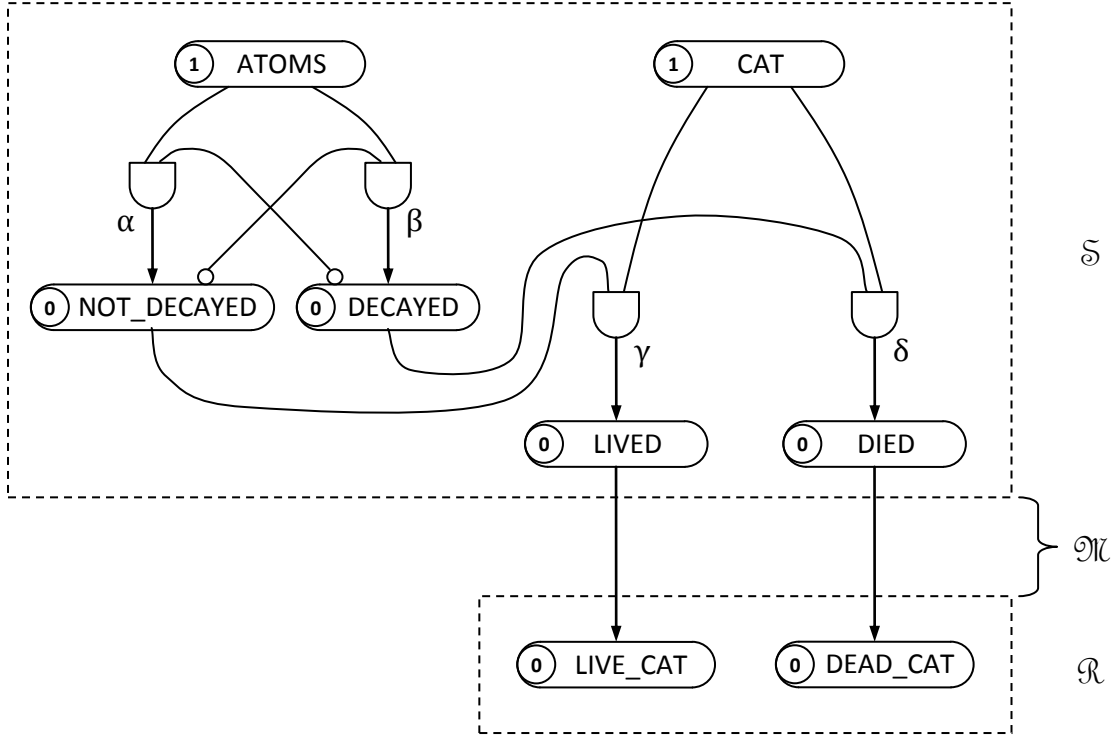 1 ATOMS
1 CAT
α
β
𝔖
0 NOT_DECAYED
0 DECAYED
γ
δ
0 LIVED
0 DIED
𝔐
0 LIVE_CAT
0 DEAD_CAT
ℜ